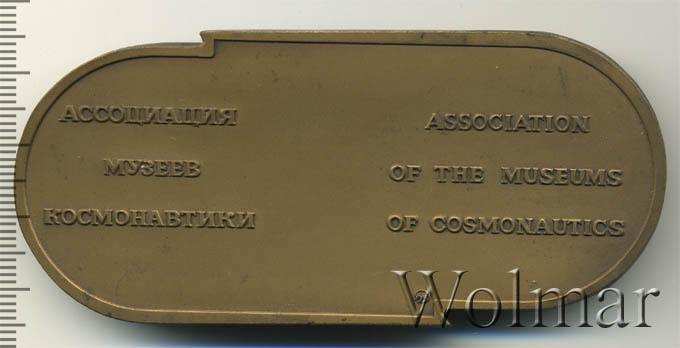 АССОЦИАЦИЯ
МУЗЕЕВ
КОСМОНАВТИКИ
ASSOCIATION
OF THE MUSEUMS
OF COSMONAUTICS
Wolmar